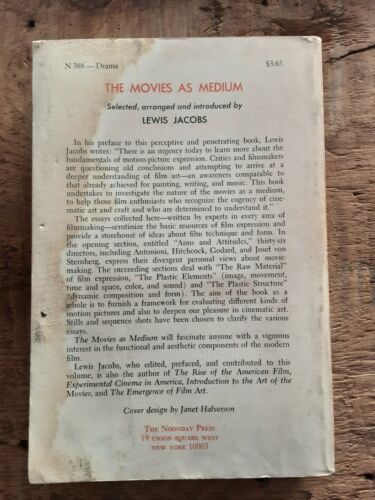 N 388 — Drama $3.65
THE MOVIES AS MEDIUM
Selected, arranged and introduced by
LEWIS JACOBS
In his preface to this perceptive and penetrating book, Lewis
Jacobs writes: "There is an urgency today to learn more about the
fundamentals of motion-picture expression. Critics and filmmakers
are questioning old conclusions and attempting to arrive at a
deeper understanding of film art—an awareness comparable to
that already achieved for painting, writing, and music. This book
undertakes to investigate the nature of the movies as a medium,
to help those film enthusiasts who recognize the regency of cine-
matic art and craft and who are determined to understand it."
The essays collected here—written by experts in every area of
filmmaking—scrutinize the basic resources of film expression and
provide a storehouse of ideas about film technique and form. In
the opening section, entitled "Aims and Attitudes," thirty-six
directors, including Antonioni, Hitchcock, Godard, and Josef von
Sternberg, express their divergent personal views about movie-
making. The succeeding sections deal with "The Raw Material"
of film expression, "The Plastic Elements" (image, movement,
time and space, color, and sound) and "The Plastic Structure"
(dynamic composition and form). The aim of the book as a
whole is to furnish a framework for evaluating different kinds of
motion pictures and also to deepen our pleasure in cinematic art.
Stills and sequence shots have been chosen to clarify the various
essays.
The Movies as Medium will fascinate anyone with a vigorous
interest in the functional and aesthetic components of the modern
film.
Lewis Jacobs, who edited, prefaced, and contributed to this
volume, is also the author of The Rise of the American Film,
Experimental Cinema in America, Introduction to the Art of the
Movies, and The Emergence of Film Art.
Cover design by Janet Halverson
THE NOONDAY PRESS
19 UNION SQUARE WEST
NEW YORK 10003